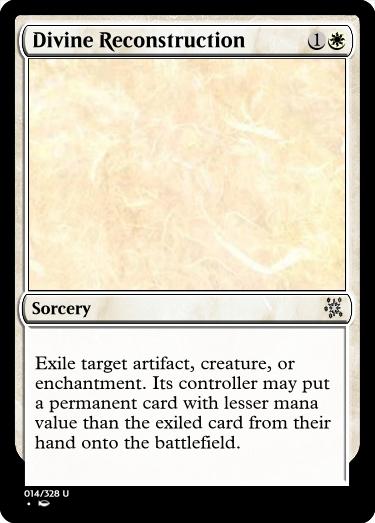 Divine Reconstruction 1
Sorcery
Exile target artifact, creature, or
enchantment. Its controller may put
a permanent card with lesser mana
value than the exiled card from their
hand onto the battlefield.
014/328 U